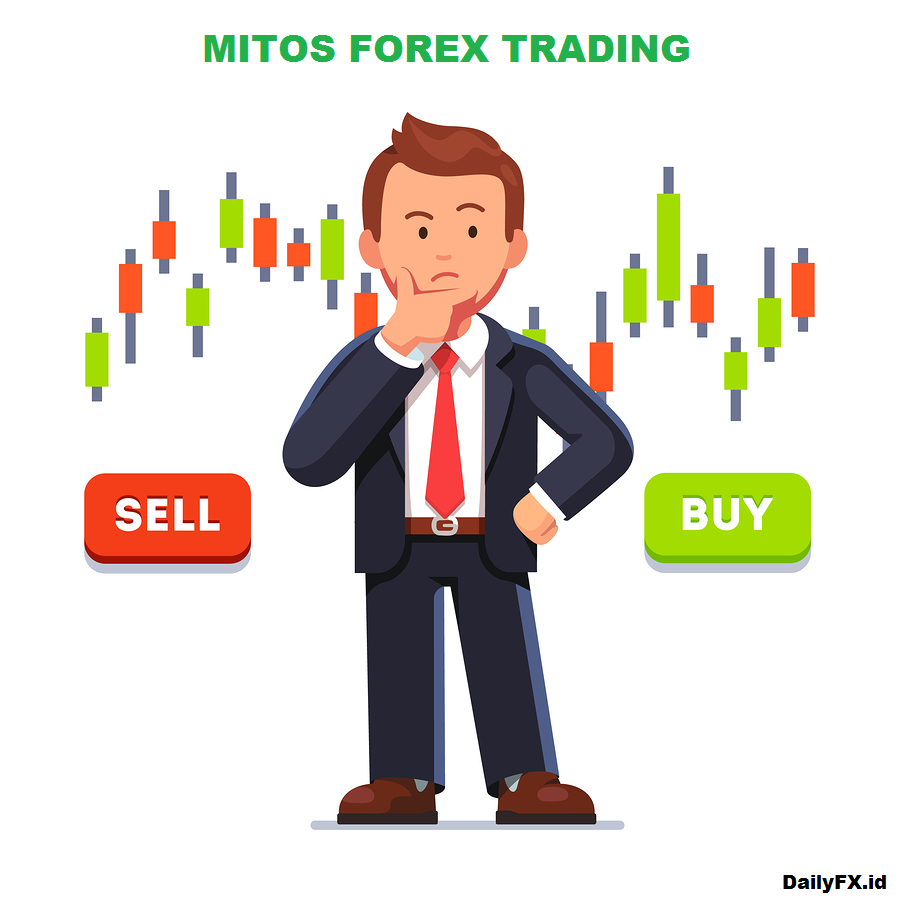 MITOS FOREX TRADING
SELL
BUY
DailyFX.id